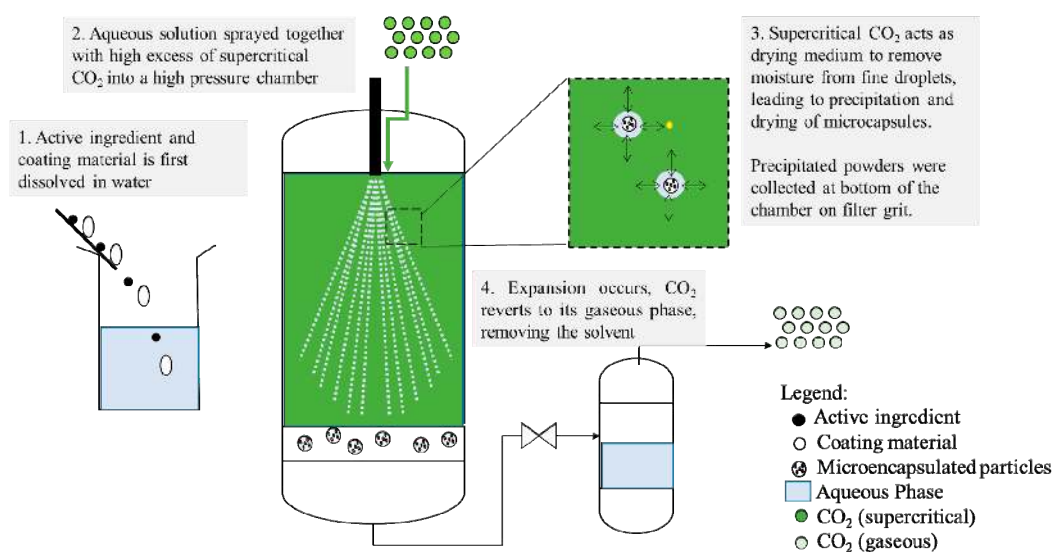 2. Aqueous solution sprayed together
with high excess of supercritical
CO₂ into a high pressure chamber
3. Supercritical CO₂ acts as
drying medium to remove
moisture from fine droplets,
leading to precipitation and
drying of microcapsules.
Precipitated powders were
collected at bottom of the
chamber on filter grit.
1. Active ingredient and
coating material is first
dissolved in water
4. Expansion occurs, CO₂
reverts to its gaseous phase,
removing the solvent
Legend:
Active ingredient
Coating material
Microencapsulated particles
Aqueous Phase
CO₂ (supercritical)
CO₂ (gaseous)